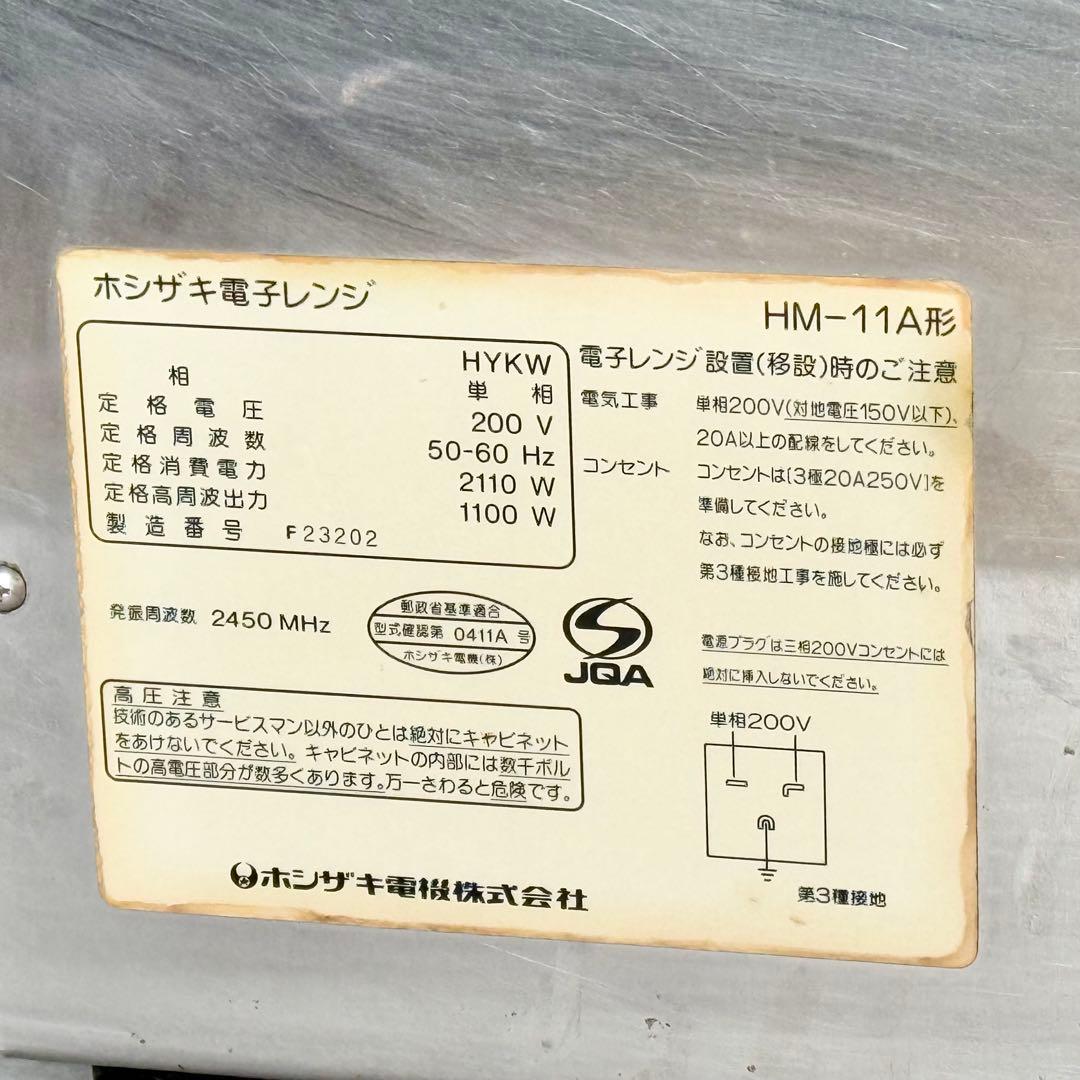 ホシザキ電子レンジ
HM-11A形
HYKW
相 単相
定格電圧 200 V
定格周波数 50-60 Hz
定格消費電力 2110 W
定格高周波出力 1100 W
製造番号 F23202
発振周波数 2450 MHz
郵政省基準適合
型式確認第 0411A 号
ホシザキ電機(株)
JQA
高圧注意
技術のあるサービスマン以外のひとは絶対にキャビネット
をあけないでください。キャビネットの内部には数千ボル
トの高電圧部分が数多くあります。万一さわると危険です。
ホシザキ電機株式会社
電子レンジ設置(移設)時のご注意
電気工事 単相200V(対地電圧150V以下)、
20A以上の配線をしてください。
コンセント コンセントは[3極20A250V]を
準備してください。
なお、コンセントの接地極には必ず
第3種接地工事を施してください。
電源プラグは三相200Vコンセントには
絶対に挿入しないでください。
単相200V
第3種接地